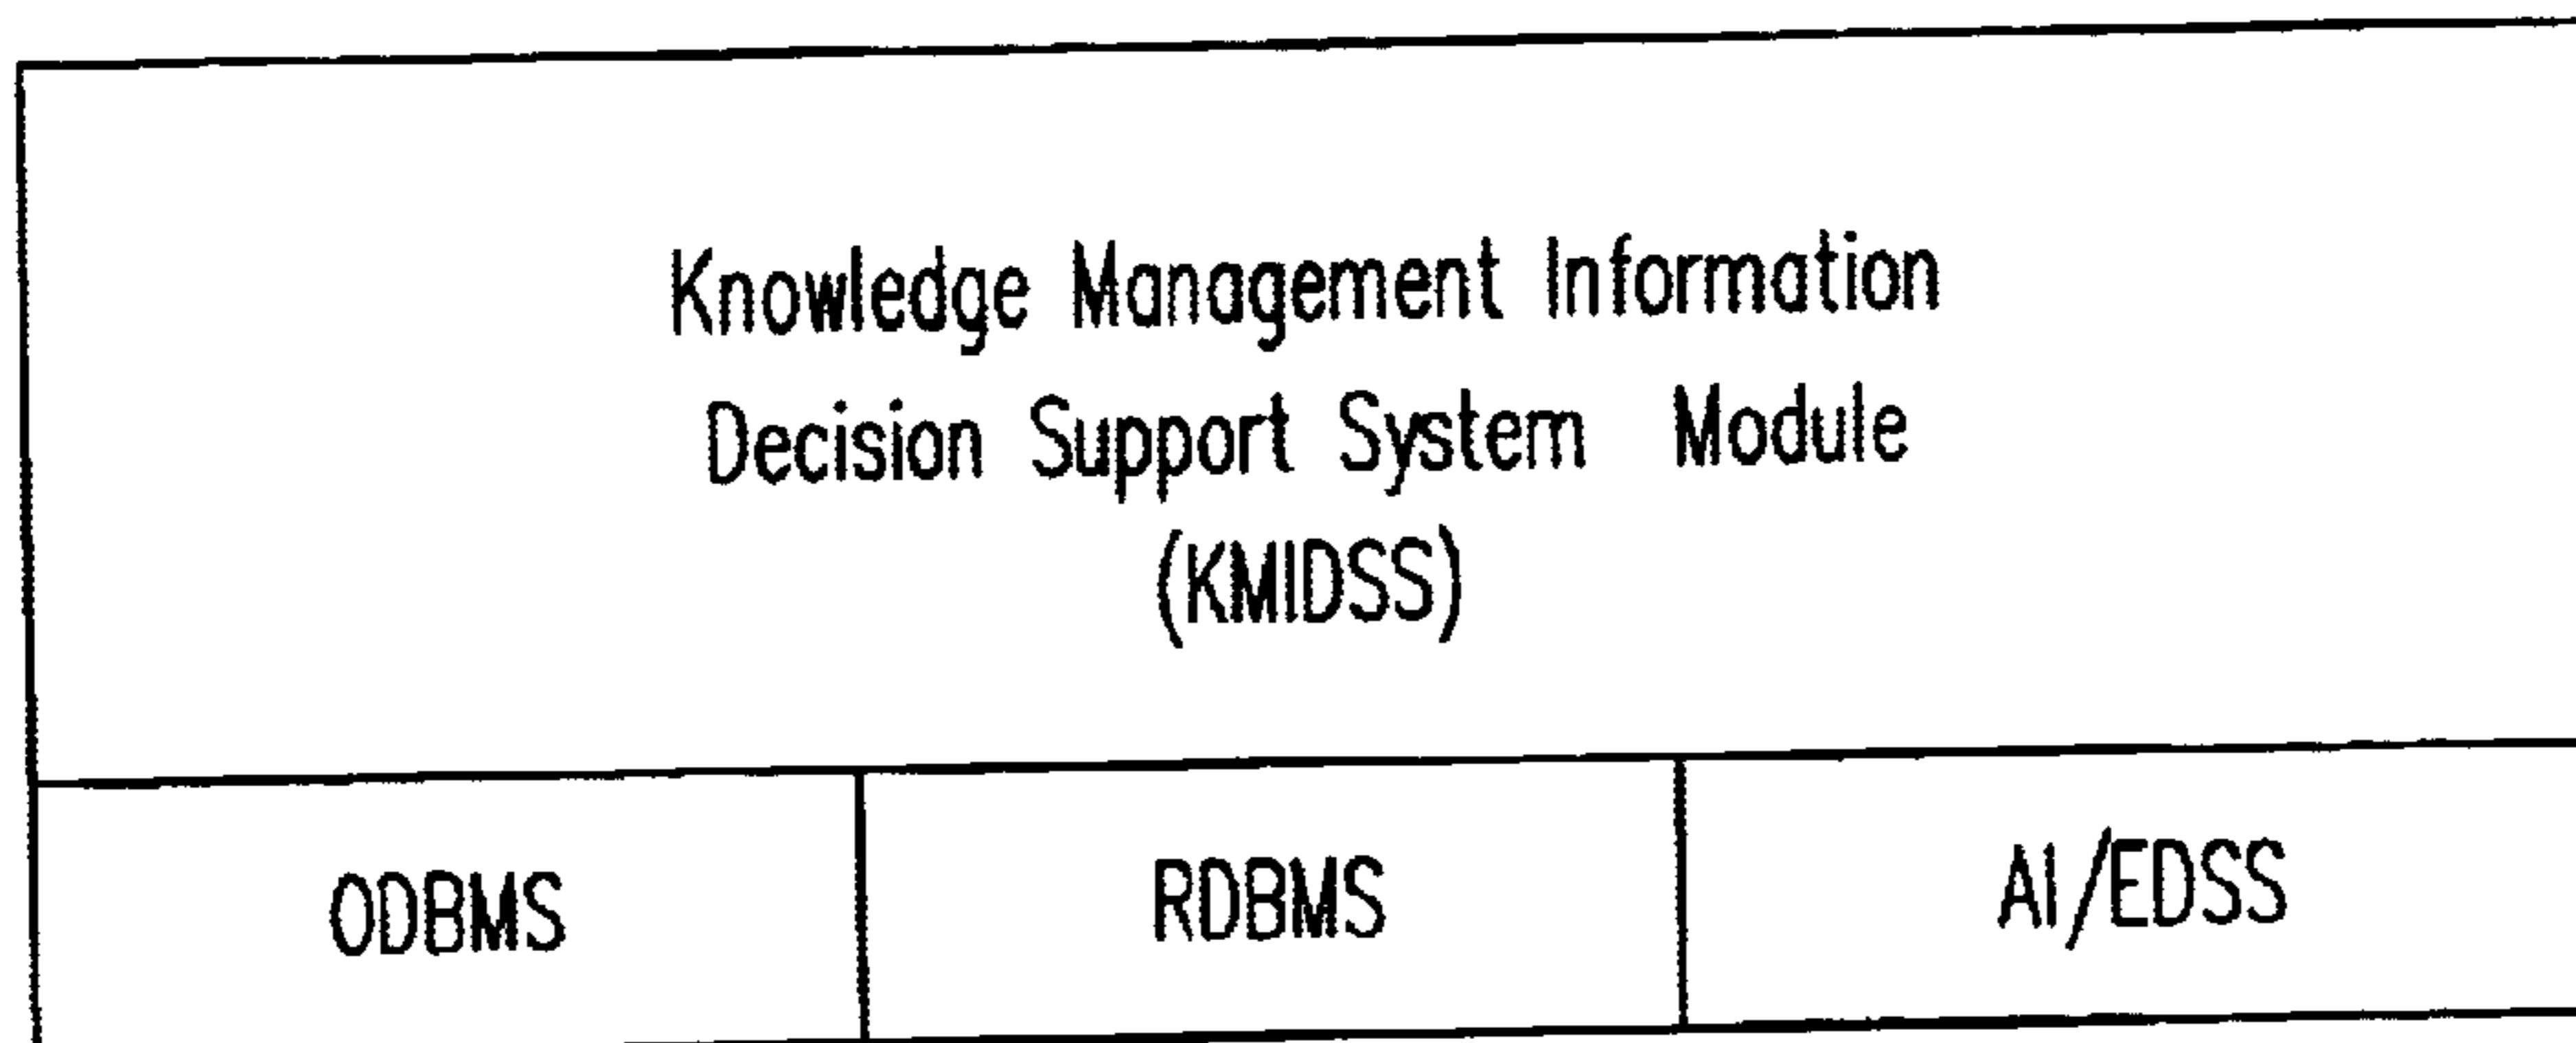 Knowledge Management Information
Decision Support System Module
(KMIDSS)
ODBMS RDBMS AI/EDSS